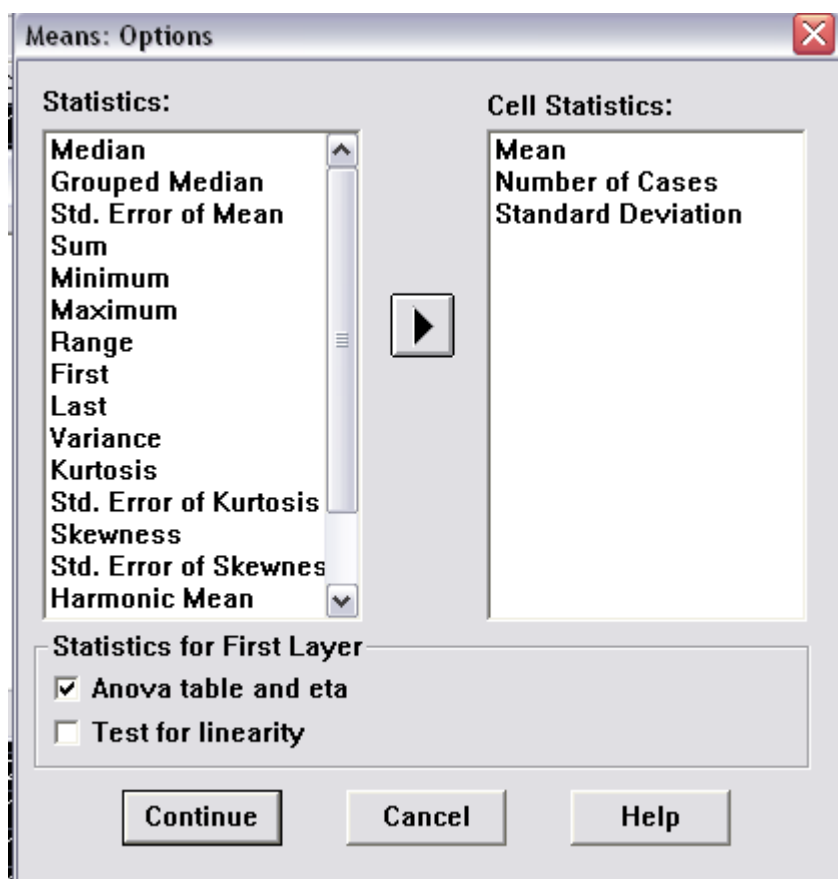 Means: Options
Statistics:
Median
Grouped Median
Std. Error of Mean
Sum
Minimum
Maximum
Range
First
Last
Variance
Kurtosis
Std. Error of Kurtosis
Skewness
Std. Error of Skewnes
Harmonic Mean
Cell Statistics:
Mean
Number of Cases
Standard Deviation
Statistics for First Layer
Anova table and eta
Test for linearity
Continue
Cancel
Help